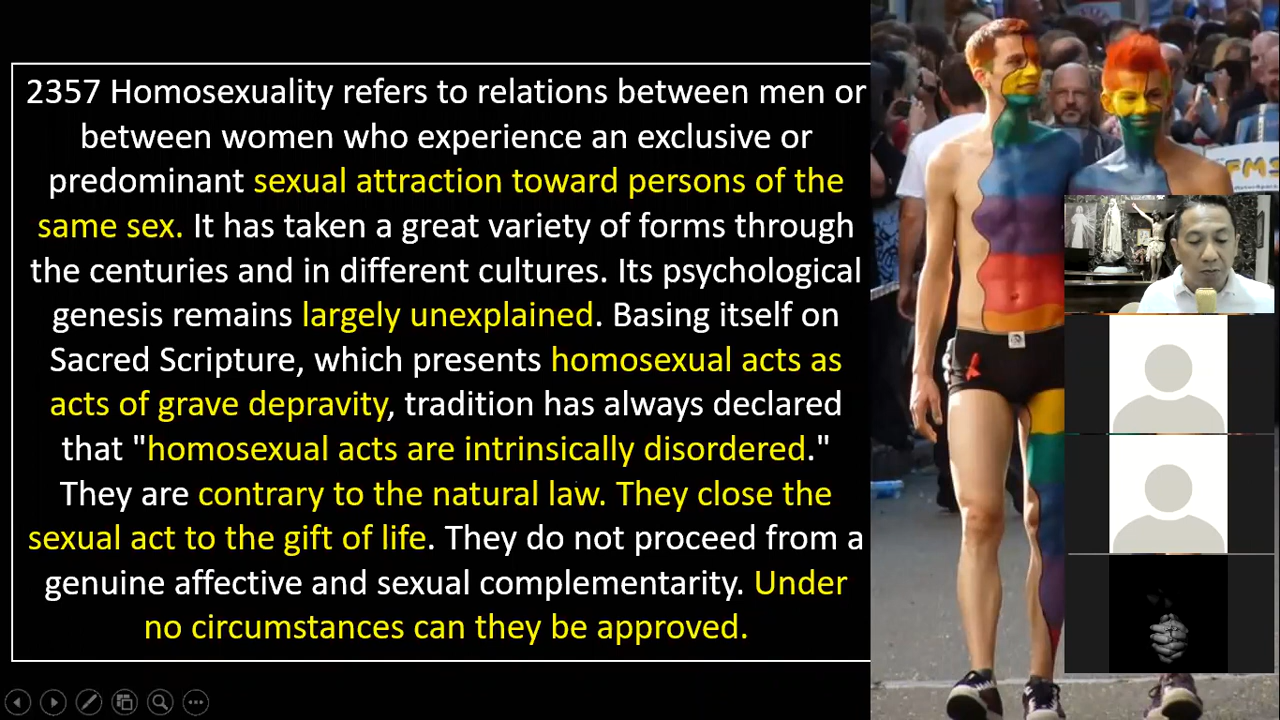 2357 Homosexuality refers to relations between men or
between women who experience an exclusive or
predominant sexual attraction toward persons of the
same sex. It has taken a great variety of forms through
the centuries and in different cultures. Its psychological
genesis remains largely unexplained. Basing itself on
Sacred Scripture, which presents homosexual acts as
acts of grave depravity, tradition has always declared
that "homosexual acts are intrinsically disordered."
They are contrary to the natural law. They close the
sexual act to the gift of life. They do not proceed from a
genuine affective and sexual complementarity. Under
no circumstances can they be approved.
FMS